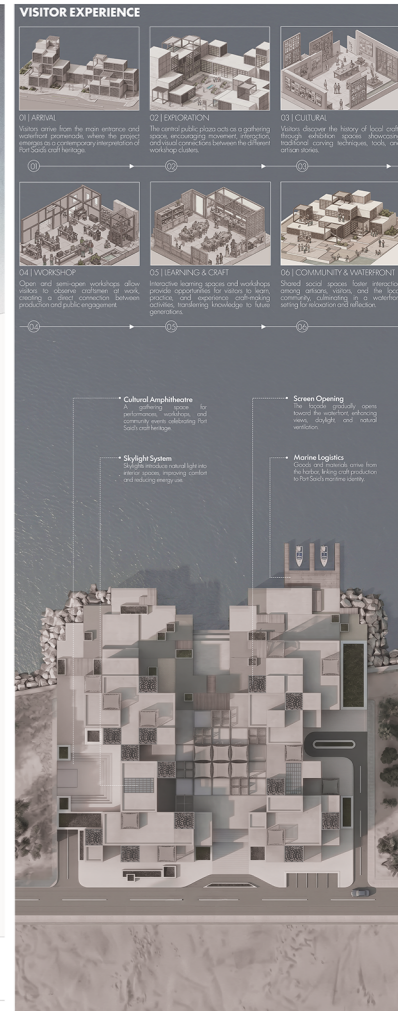 VISITOR EXPERIENCE
01 | ARRIVAL
Visitors arrive from the main entrance and
waterfront promenade, where the project
emerges as a contemporary interpretation of
Port Said's craft heritage.
02 | EXPLORATION
The central public plaza acts as a gathering
space, encouraging movement, interaction,
and visual connections between the different
workshop clusters.
03 | CULTURAL
Visitors discover the history of local
through exhibition spaces
traditional carving techniques, tools,
artisan stories.
01
02
03
04 | WORKSHOP
Open and semi-open workshops allow
visitors to observe craftsmen at work,
creating a direct connection between
production and public engagement.
05 | LEARNING & CRAFT
Interactive learning spaces and workshops
provide opportunities for visitors to learn,
practice, and experience craft-making
activities, transferring knowledge to future
generations.
06 | COMMUNITY & WATERFRONT
Shared social spaces foster
among artisans, visitors, and the
community, culminating in a
setting for relaxation and reflection.
04
05
06
Cultural Amphitheatre
A gathering space for
performances, workshops, and
community events celebrating Port
Said's craft heritage.
Screen Opening
The façade gradually opens
toward the waterfront, enhancing
views, daylight, and natural
ventilation.
Skylight System
Skylights introduce natural light into
interior spaces, improving comfort
and reducing energy use.
Marine Logistics
Goods and materials arrive from
the harbor, linking craft production
to Port Said's maritime identity.